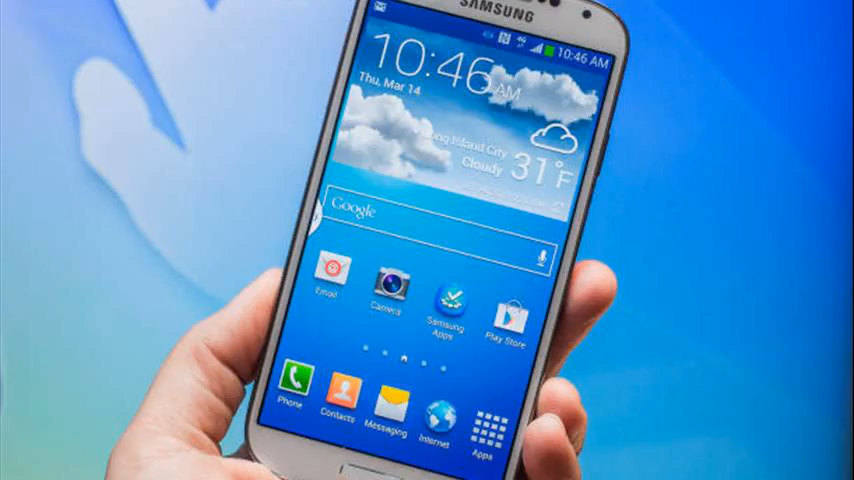 SAMSUNG
10:46 AM
10:46 AM
Thu, Mar 14
Long Island City
Cloudy 31°F
Google
Email
Camera
Samsung Apps
Play Store
Phone
Contacts
Messaging
Internet
Apps